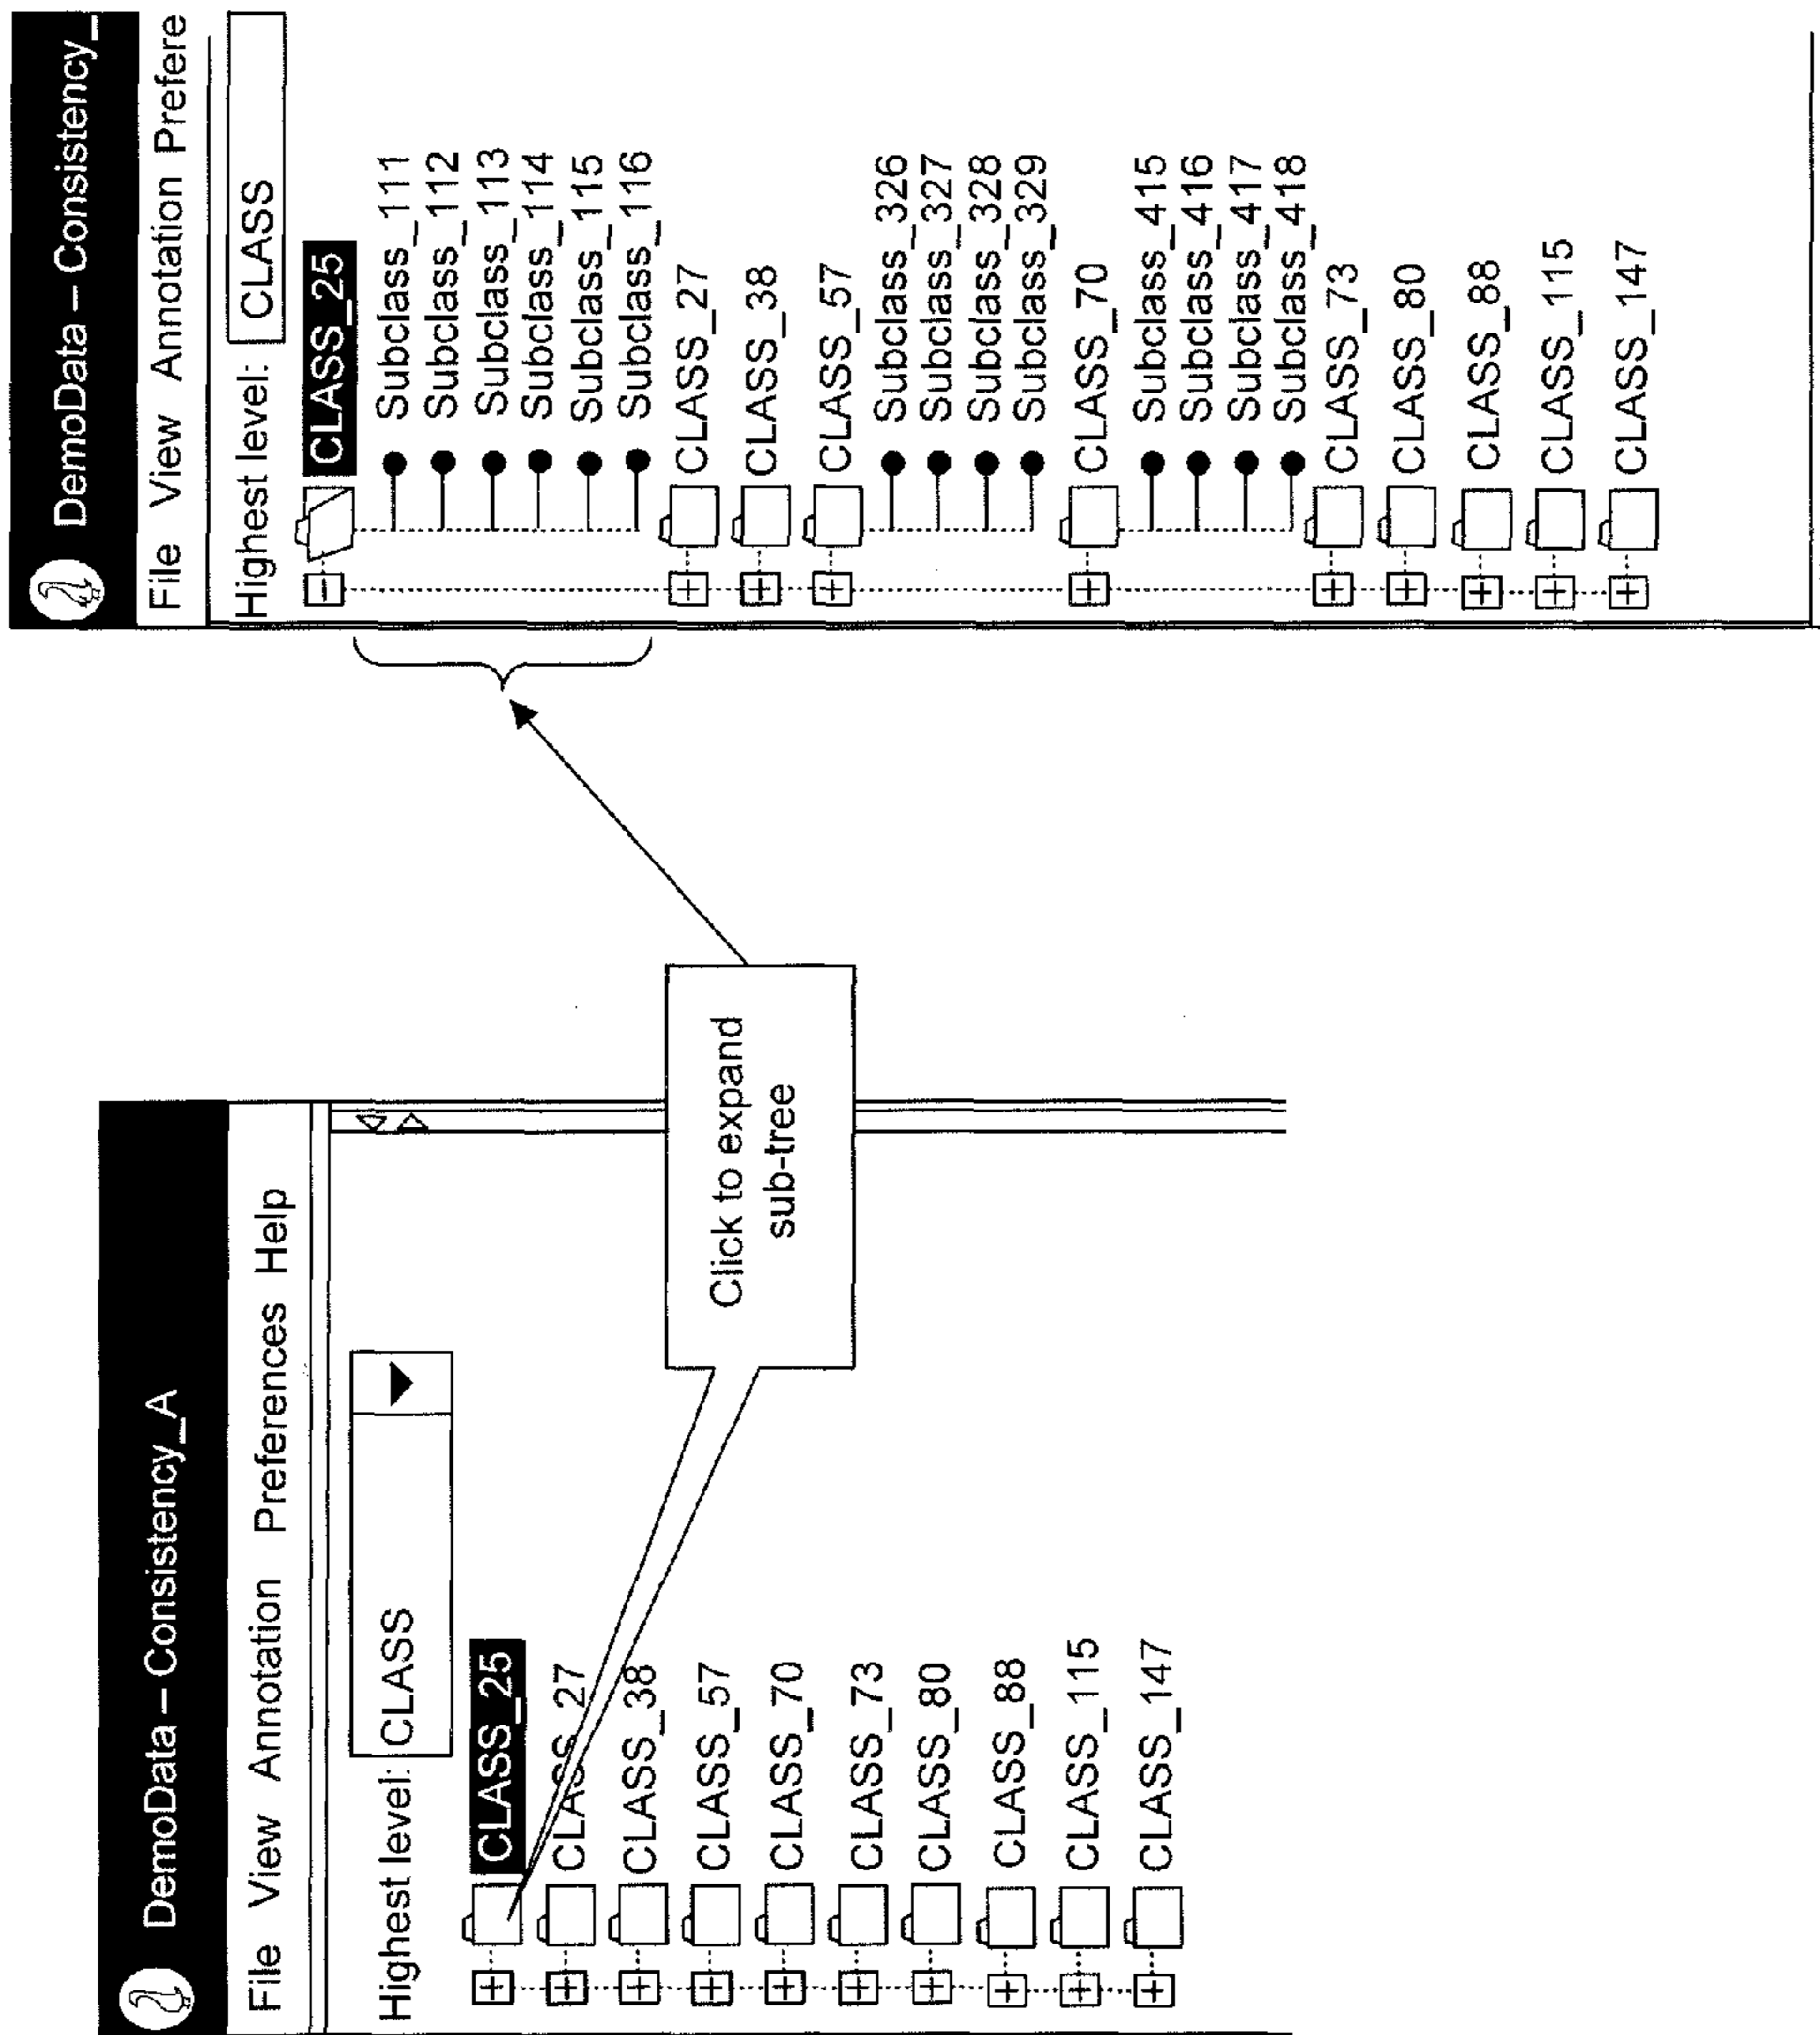 DemoData – Consistency_A
File View Annotation Preferences Help
Highest level: CLASS
CLASS_25
CLASS_27
CLASS_38
CLASS_57
CLASS_70
CLASS_73
CLASS_80
CLASS_88
CLASS_115
CLASS_147
Click to expand
sub-tree
DemoData – Consistency_
File View Annotation Prefere
Highest level: CLASS
CLASS_25
Subclass_111
Subclass_112
Subclass_113
Subclass_114
Subclass_115
Subclass_116
CLASS_27
CLASS_38
CLASS_57
Subclass_326
Subclass_327
Subclass_328
Subclass_329
CLASS_70
Subclass_415
Subclass_416
Subclass_417
Subclass_418
CLASS_73
CLASS_80
CLASS_88
CLASS_115
CLASS_147